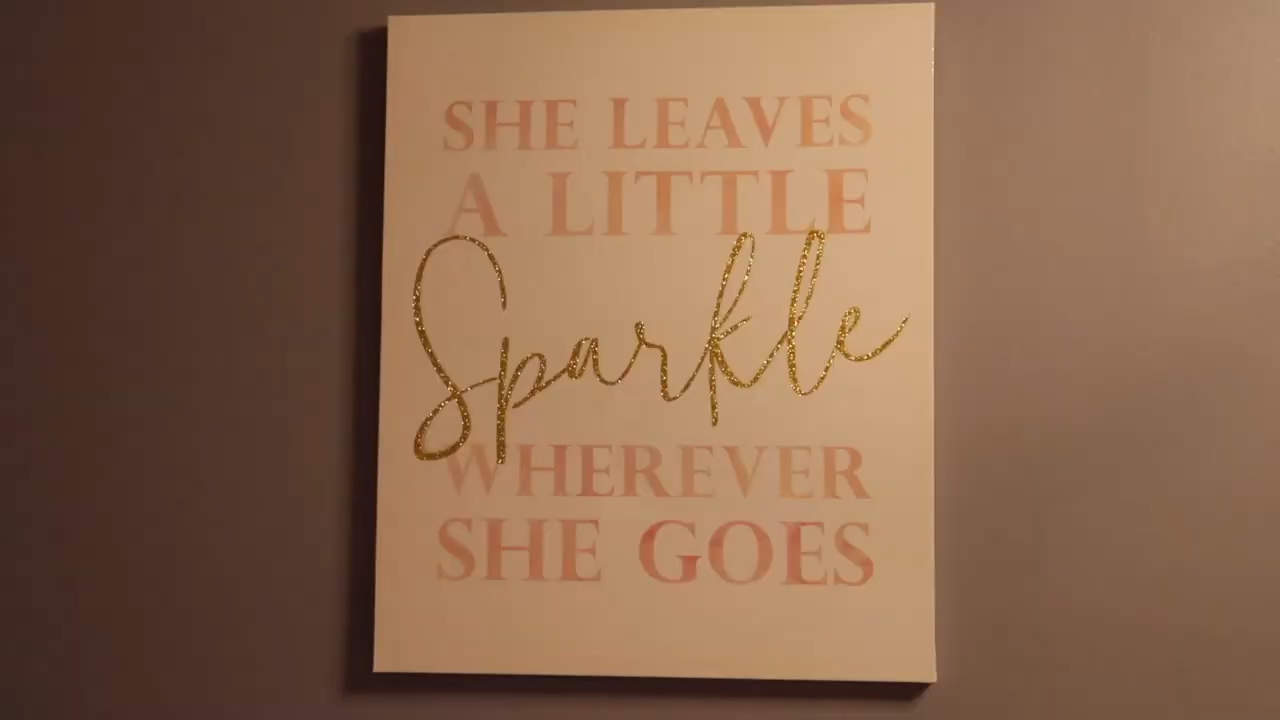 SHE LEAVES
A LITTLE
Sparkle
WHEREVER
SHE GOES